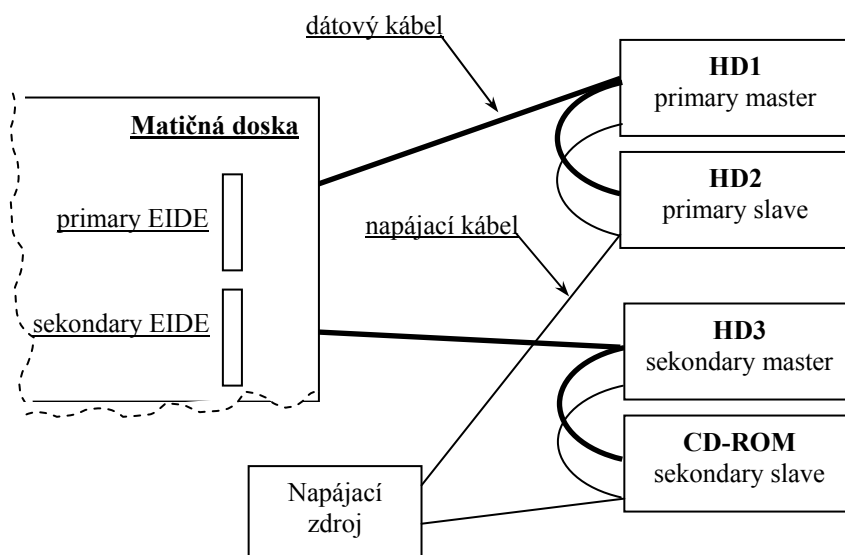 dátový kábel
HD1
primary master
Matičná doska
HD2
primary slave
primary EIDE
napájací kábel
sekondary EIDE
HD3
sekondary master
CD-ROM
sekondary slave
Napájací
zdroj